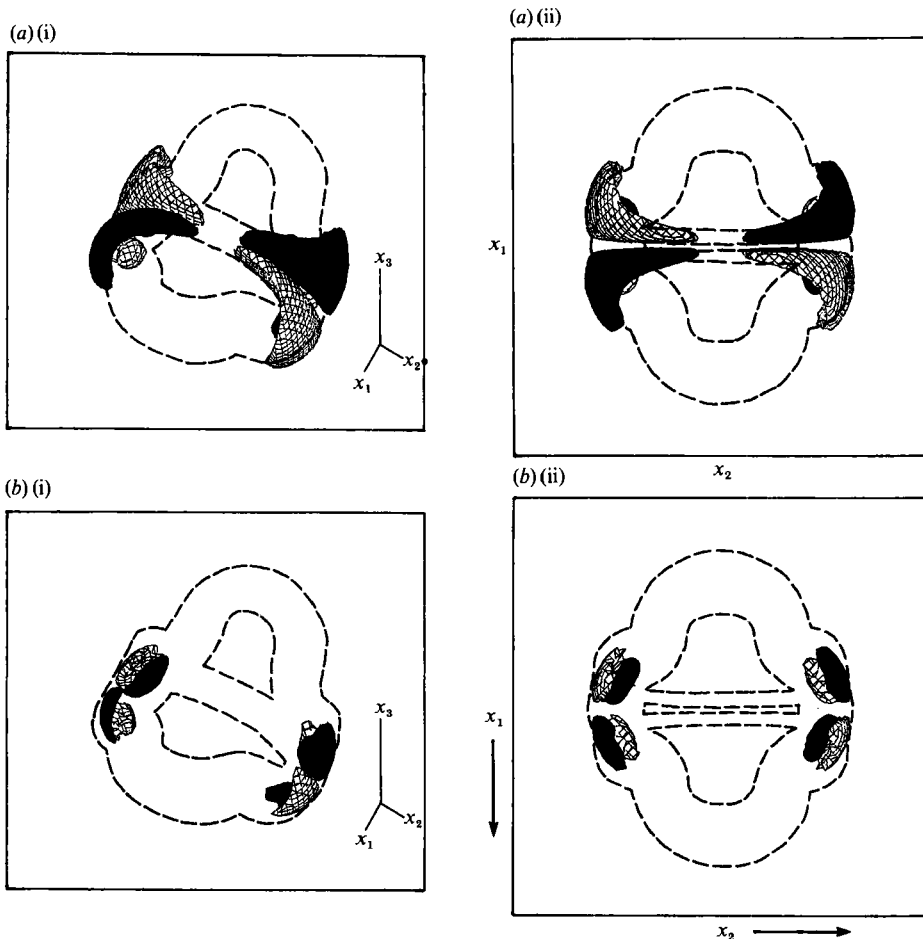 (a) (i)
x₃
x₂
x₁
(a) (ii)
x₁
x₂
(b) (i)
x₃
x₂
x₁
(b) (ii)
x₁
x₂